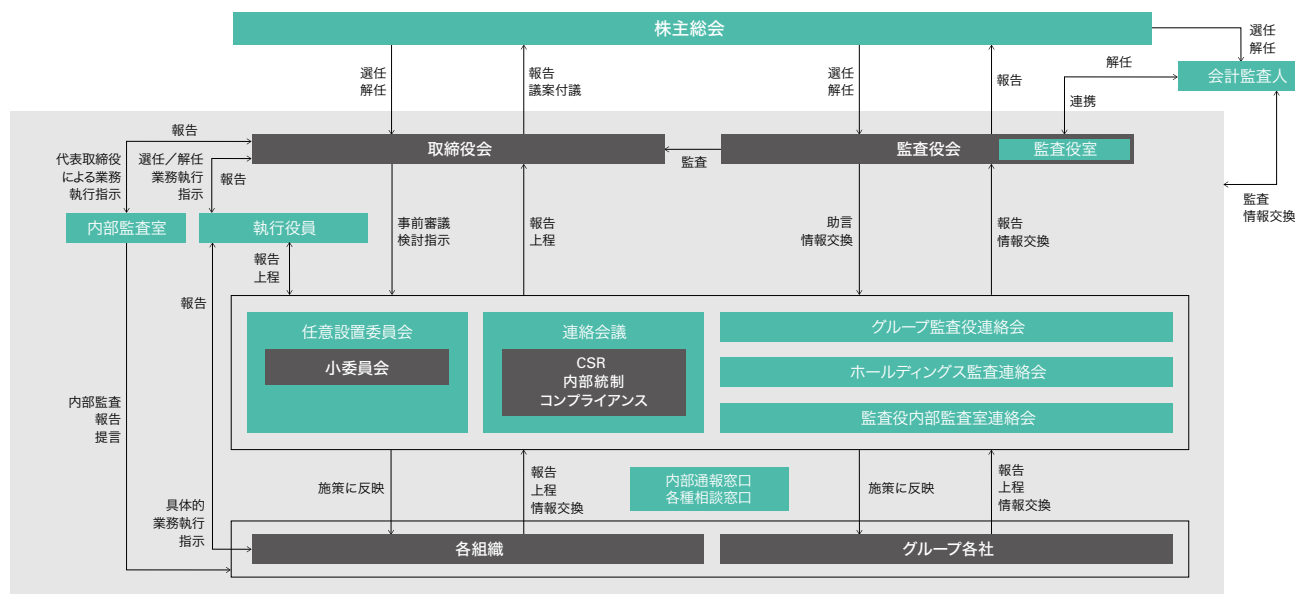 株主総会
選任
解任
会計監査人
選任
解任
報告
議案付議
選任
解任
報告
解任
連携
報告
取締役会
監査
監査役会
監査役室
代表取締役
による業務
執行指示
選任／解任
業務執行
指示
報告
監査
情報交換
内部監査室
執行役員
事前審議
検討指示
報告
上程
助言
情報交換
報告
情報交換
報告
上程
報告
任意設置委員会
小委員会
連絡会議
CSR
内部統制
コンプライアンス
グループ監査役連絡会
ホールディングス監査連絡会
監査役内部監査室連絡会
内部監査
報告
提言
施策に反映
報告
上程
情報交換
内部通報窓口
各種相談窓口
施策に反映
報告
上程
情報交換
具体的
業務執行
指示
各組織
グループ各社